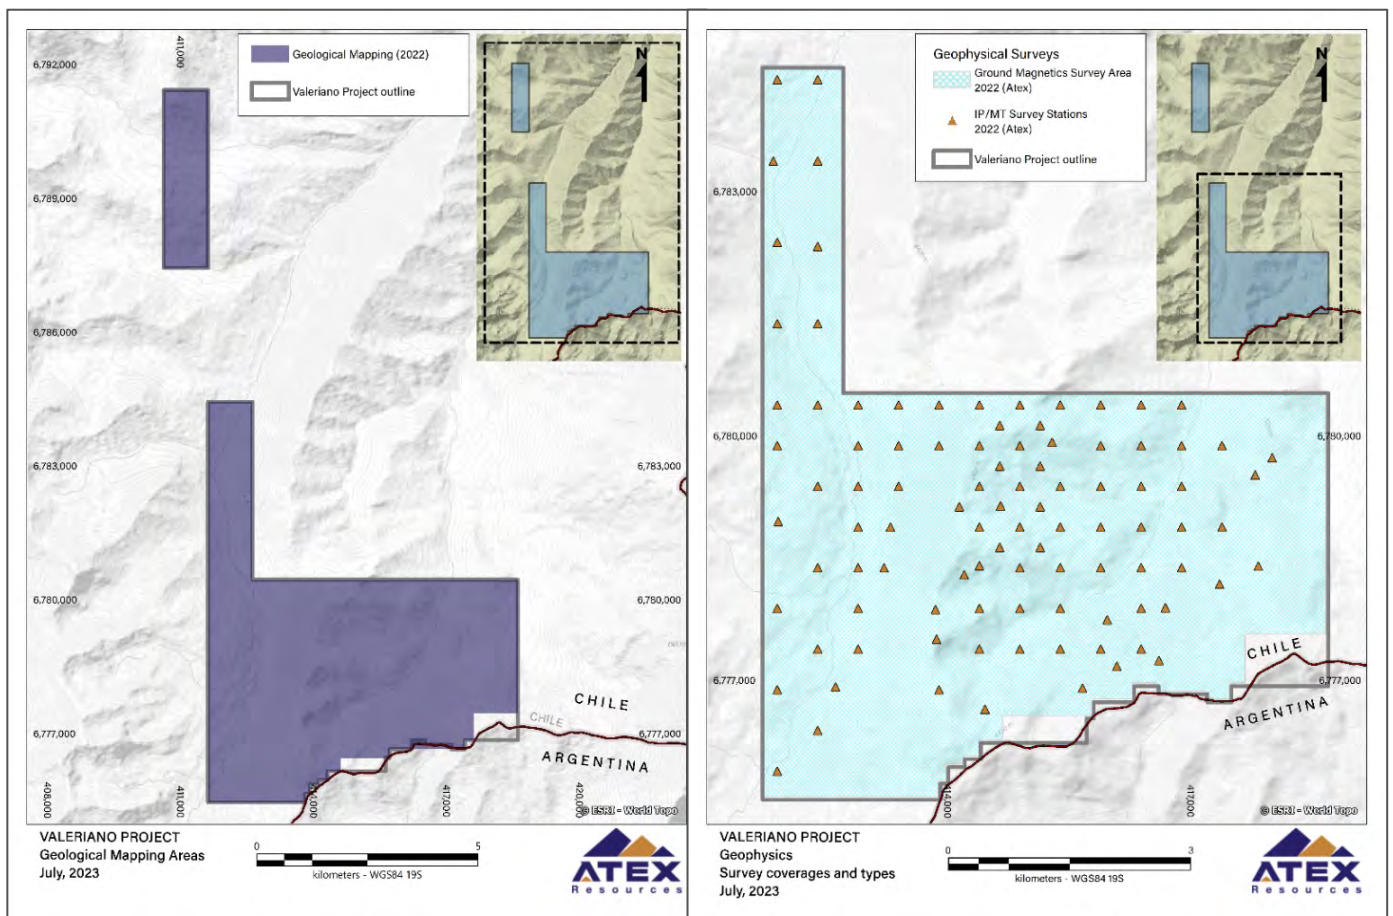 6,792,000
411,000
Geological Mapping (2022)
Valeriano Project outline
N
6,789,000
6,786,000
6,783,000
6,783,000
6,780,000
6,780,000
CHILE
CHILE
6,777,000
6,777,000
ARGENTINA
408,000
411,000
417,000
© ESRI - World Topo
VALERIANO PROJECT
Geological Mapping Areas
July, 2023
0
5
kilometers - WGS84 19S
ATEX
Resources
Geophysical Surveys
Ground Magnetics Survey Area
2022 (Atex)
IP/MT Survey Stations
2022 (Atex)
Valeriano Project outline
N
6,783,000
6,780,000
6,780,000
CHILE
6,777,000
6,777,000
ARGENTINA
414,000
417,000
© ESRI - World Topo
VALERIANO PROJECT
Geophysics
Survey coverages and types
July, 2023
0
3
kilometers - WGS84 19S
ATEX
Resources